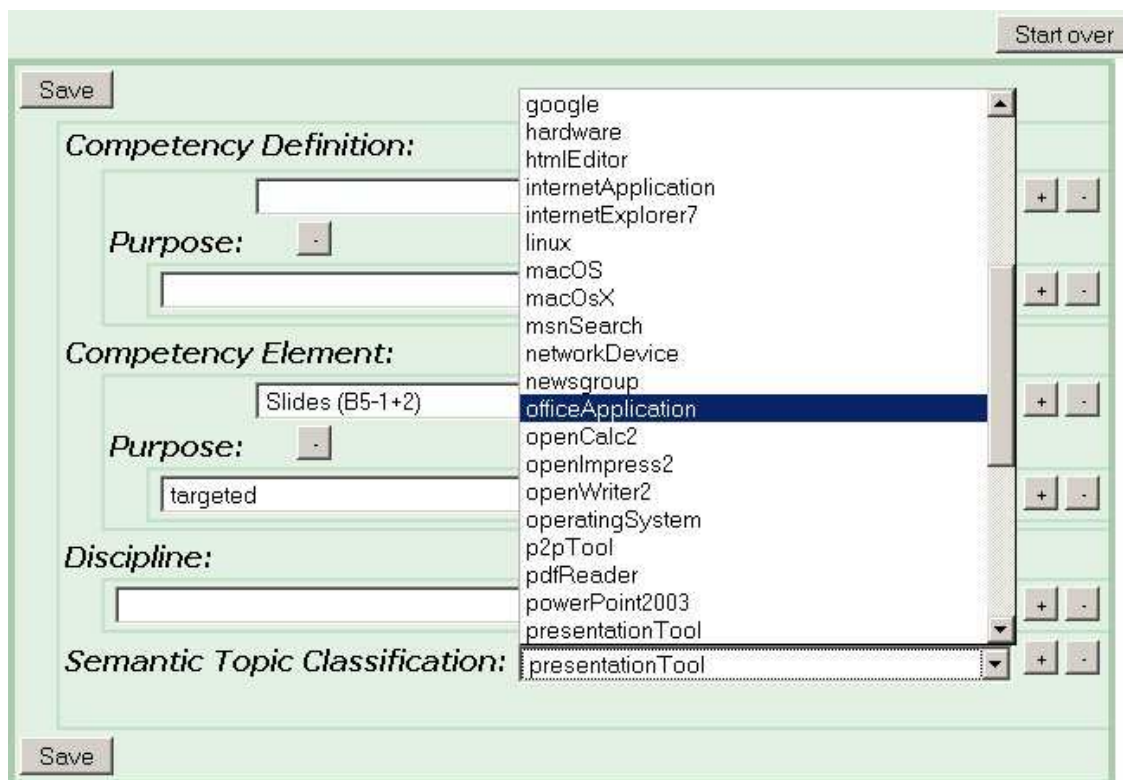 Start over
Save
google
hardware
Competency Definition:
htmlEditor
internetApplication
+ -
internetExplorer7
Purpose: -
linux
macOS
+ -
macOsX
msnSearch
Competency Element:
networkDevice
newsgroup
Slides (B5-1+2)
officeApplication
+ -
openCalc2
Purpose: -
openImpress2
targeted
openWriter2
+ -
operatingSystem
Discipline:
p2pTool
pdfReader
powerPoint2003
+ -
presentationTool
Semantic Topic Classification: presentationTool + -
Save